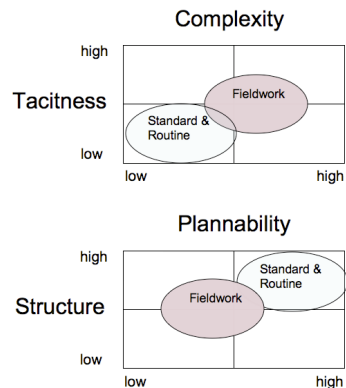 Complexity
high
Fieldwork
Tacitness
Standard &
Routine
low
low high
Plannability
high
Standard &
Routine
Fieldwork
Structure
low
low high